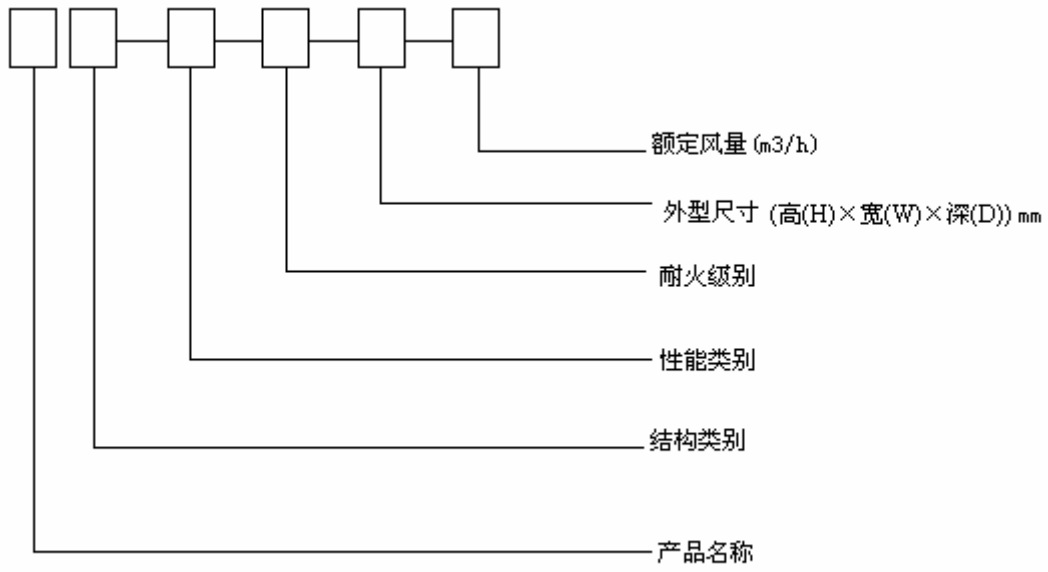 额定风量(m3/h)
外型尺寸 (高(H)×宽(W)×深(D)) mm
耐火级别
性能类别
结构类别
产品名称